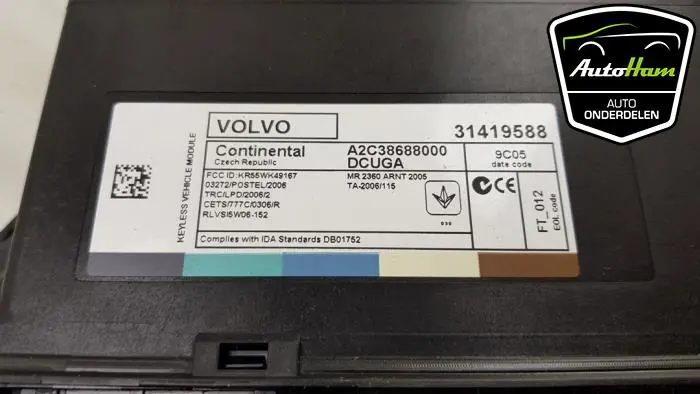 AutoHam
AUTO
ONDERDELEN
VOLVO
31419588
KEYLESS VEHICLE MODULE
Continental
Czech Republic
A2C38688000
DCUGA
9C05
date code
FCC ID: KR55WK49167
03272/POSTEL/2006
TRC/LPD/2006/2
CETS/777C/0306/R
RLVSI5W06-152
MR 2360 ARNT 2005
TA-2006/115
CE
FT_012
EOL code
Complies with IDA Standards DB01752